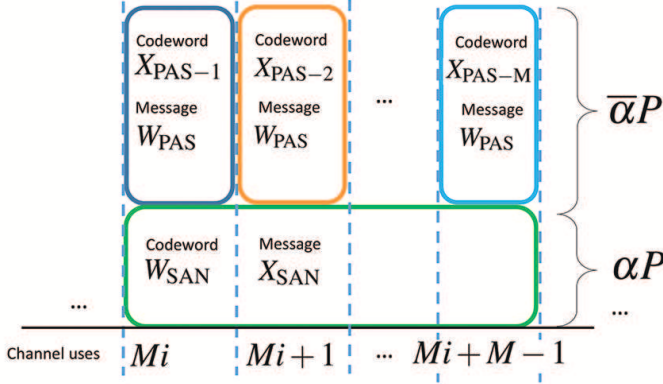 Codeword Codeword Codeword
X_PAS−1 X_PAS−2 ... X_PAS−M
Message Message Message
W_PAS W_PAS W_PAS
α̅P
Codeword Message
W_SAN X_SAN
αP
... ...
Channel uses Mi Mi + 1 ... Mi + M − 1